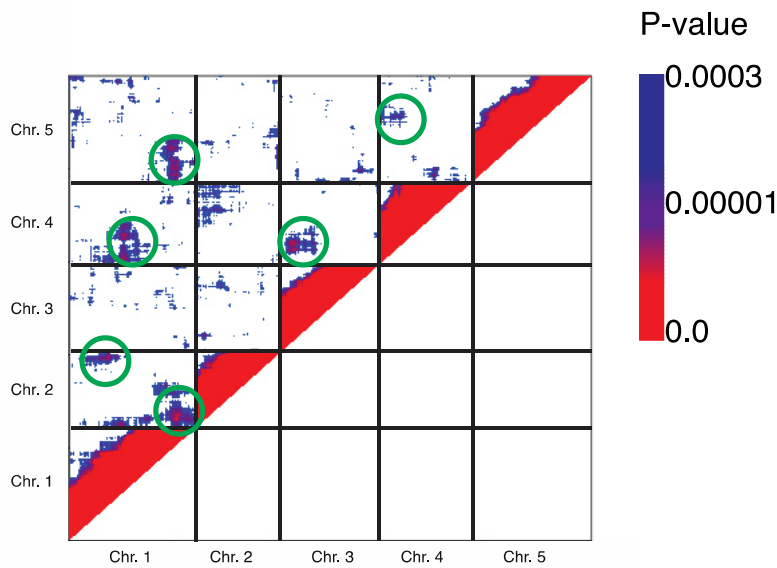 P-value
0.0003
0.00001
0.0
Chr. 5
Chr. 4
Chr. 3
Chr. 2
Chr. 1
Chr. 1
Chr. 2
Chr. 3
Chr. 4
Chr. 5